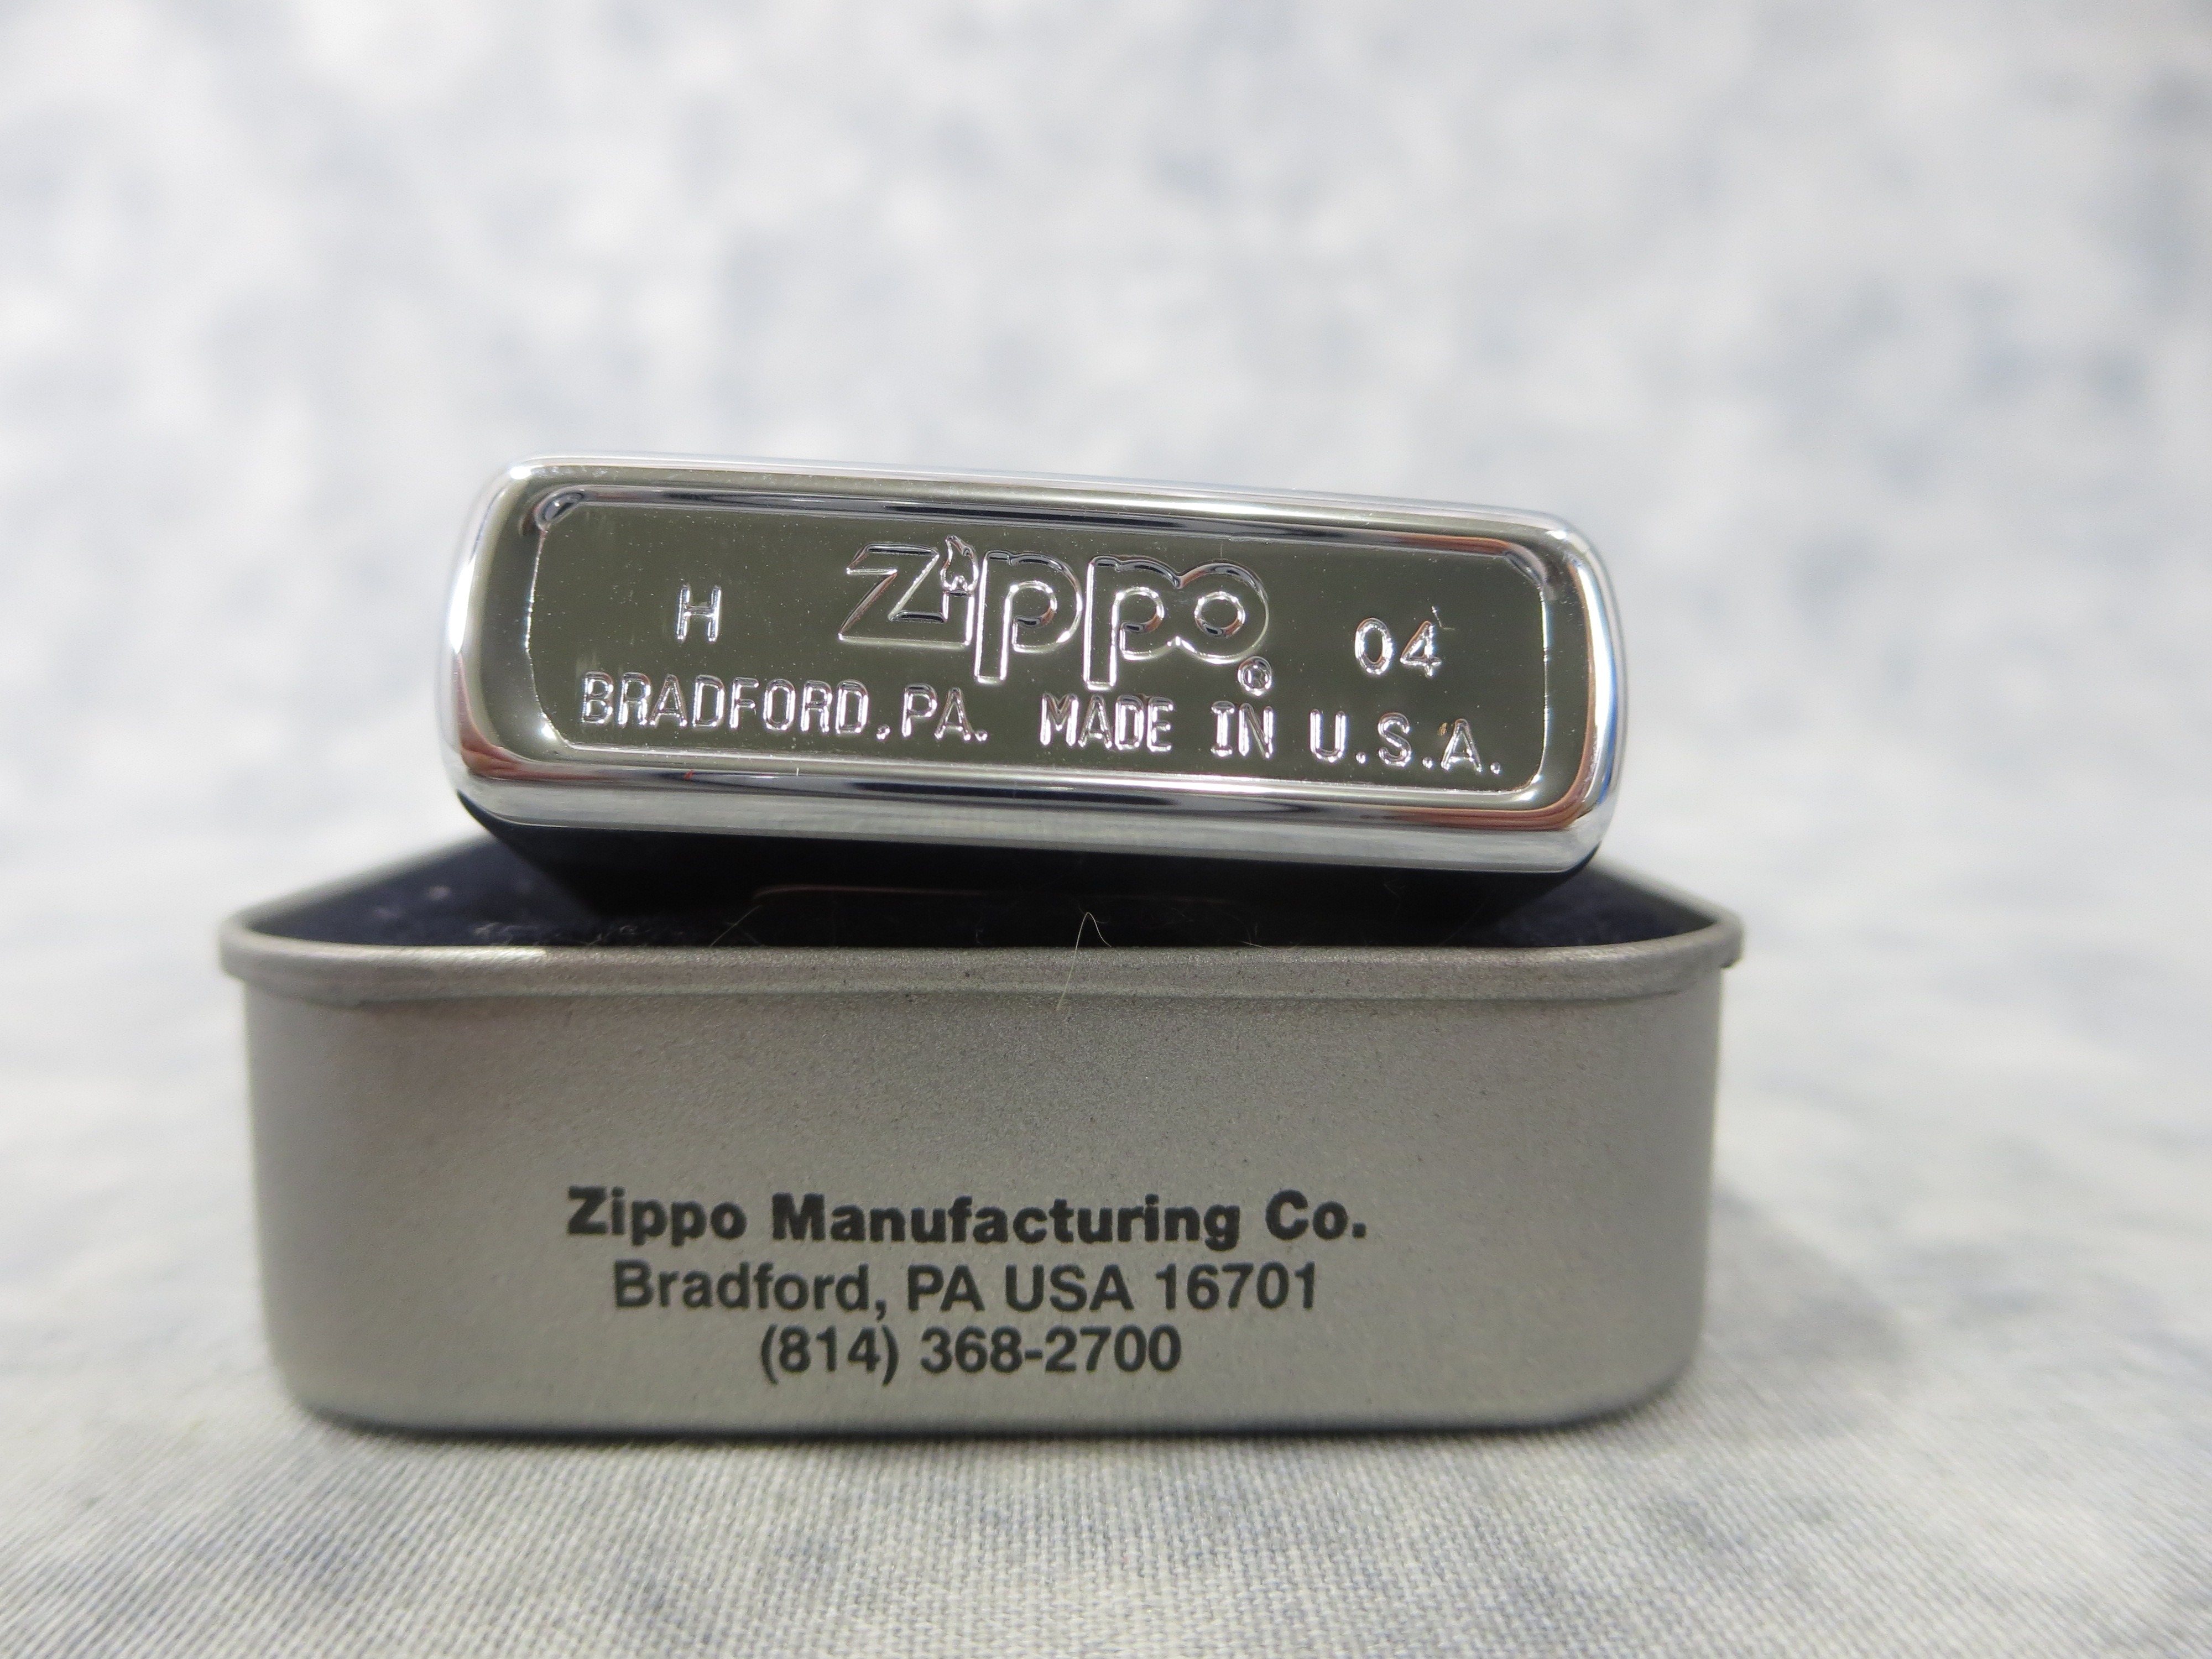 H Zippo® 04
BRADFORD, PA. MADE IN U.S.A.
Zippo Manufacturing Co.
Bradford, PA USA 16701
(814) 368-2700